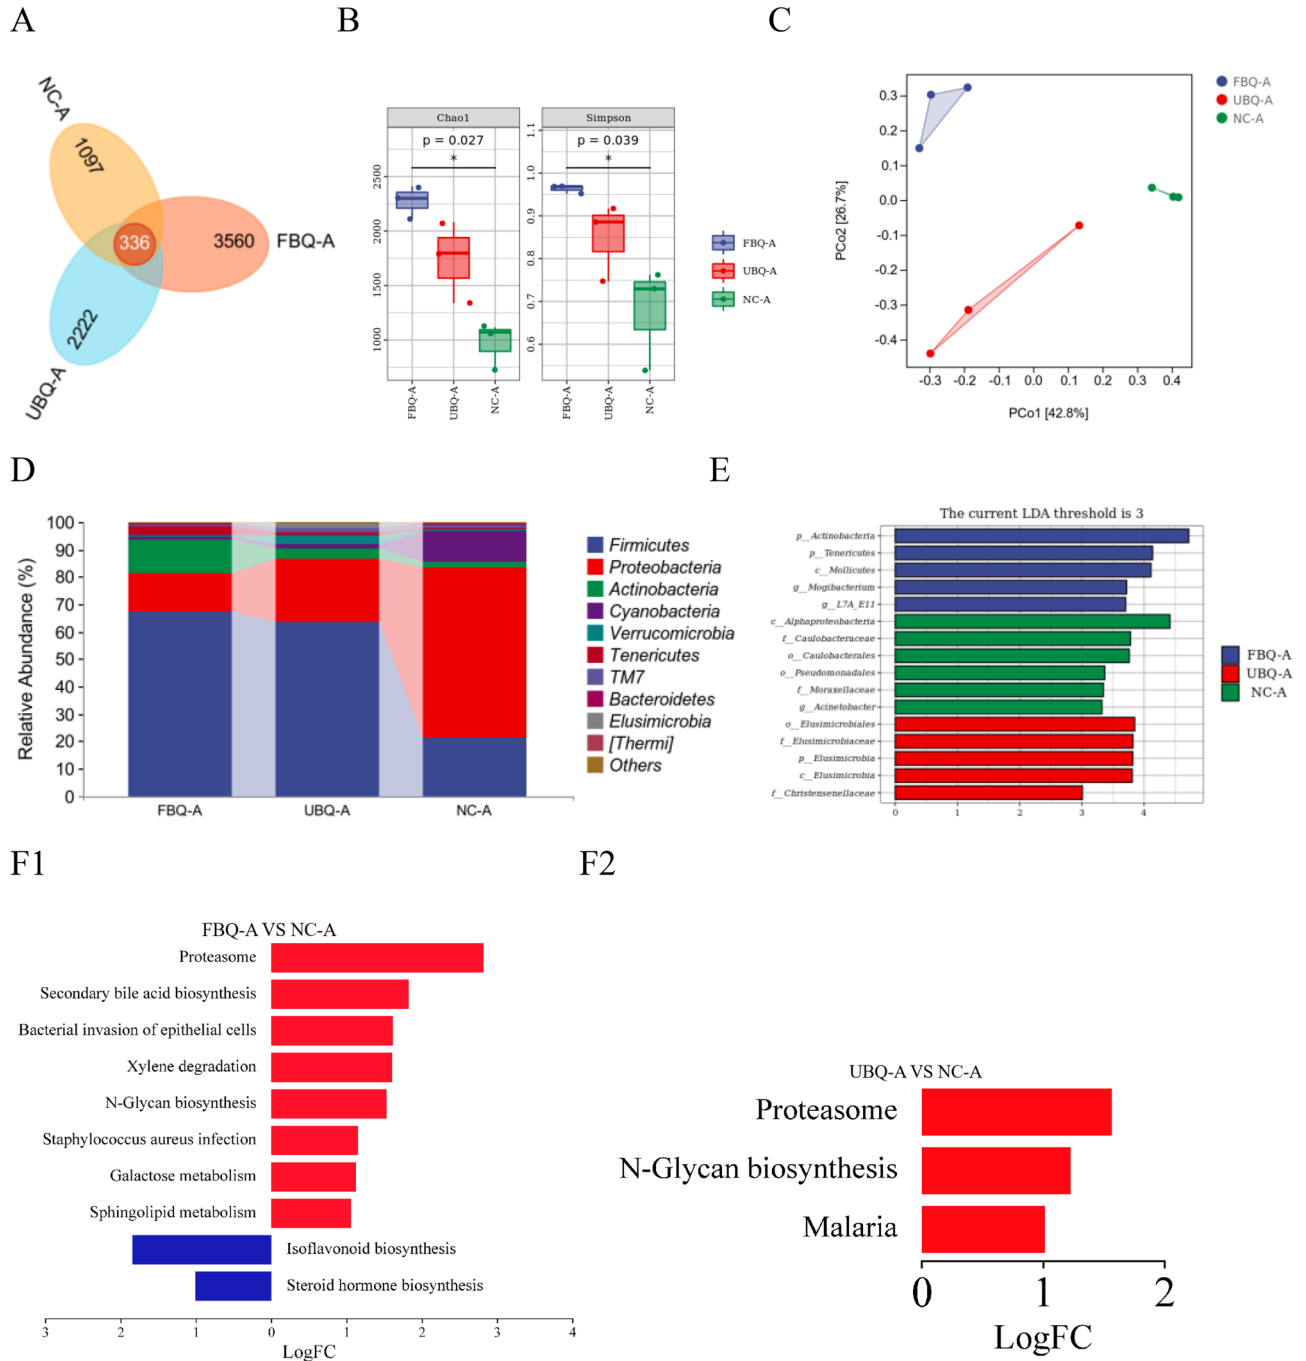 A
NC-A
1097
336
3560
FBQ-A
2222
UBQ-A
B
Chao1
p = 0.027
*
2500
2000
1500
1000
FBQ-A
UBQ-A
NC-A
Simpson
p = 0.039
*
1.1
1.0
0.9
0.8
0.7
0.6
FBQ-A
UBQ-A
NC-A
FBQ-A
UBQ-A
NC-A
C
FBQ-A
UBQ-A
NC-A
PCo2 [26.7%]
0.3
0.2
0.1
0.0
-0.1
-0.2
-0.3
-0.4
-0.3 -0.2 -0.1 0.0 0.1 0.2 0.3 0.4
PCo1 [42.8%]
D
Relative Abundance (%)
100
90
80
70
60
50
40
30
20
10
0
FBQ-A UBQ-A NC-A
Firmicutes
Proteobacteria
Actinobacteria
Cyanobacteria
Verrucomicrobia
Tenericutes
TM7
Bacteroidetes
Elusimicrobia
[Thermi]
Others
E
The current LDA threshold is 3
p__Actinobacteria
p__Tenericutes
c__Mollicutes
g__Mogibacterium
g__L7A_E11
c__Alphaproteobacteria
f__Caulobacteraceae
o__Caulobacterales
o__Pseudomonadales
f__Moraxellaceae
g__Acinetobacter
o__Elusimicrobiales
f__Elusimicrobiaceae
p__Elusimicrobia
c__Elusimicrobia
f__Christensenellaceae
0 1 2 3 4
FBQ-A
UBQ-A
NC-A
F1
FBQ-A VS NC-A
Proteasome
Secondary bile acid biosynthesis
Bacterial invasion of epithelial cells
Xylene degradation
N-Glycan biosynthesis
Staphylococcus aureus infection
Galactose metabolism
Sphingolipid metabolism
Isoflavonoid biosynthesis
Steroid hormone biosynthesis
3 2 1 0 1 2 3 4
LogFC
F2
UBQ-A VS NC-A
Proteasome
N-Glycan biosynthesis
Malaria
0 1 2
LogFC